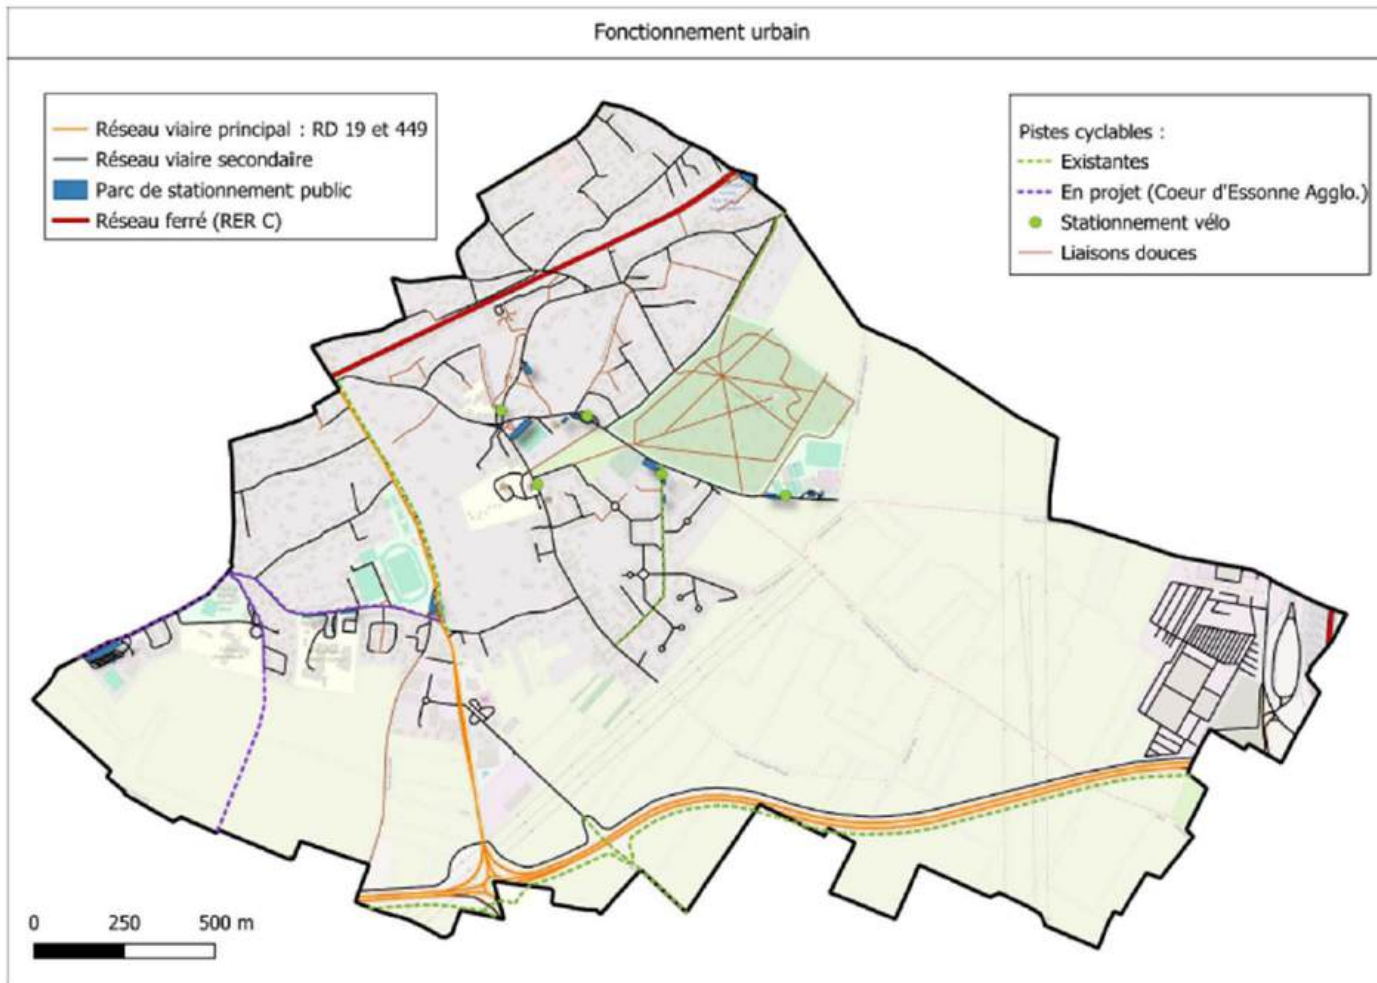 Fonctionnement urbain
Réseau viaire principal : RD 19 et 449
Réseau viaire secondaire
Parc de stationnement public
Réseau ferré (RER C)
Pistes cyclables :
Existantes
En projet (Coeur d'Essonne Agglo.)
Stationnement vélo
Liaisons douces
0 250 500 m